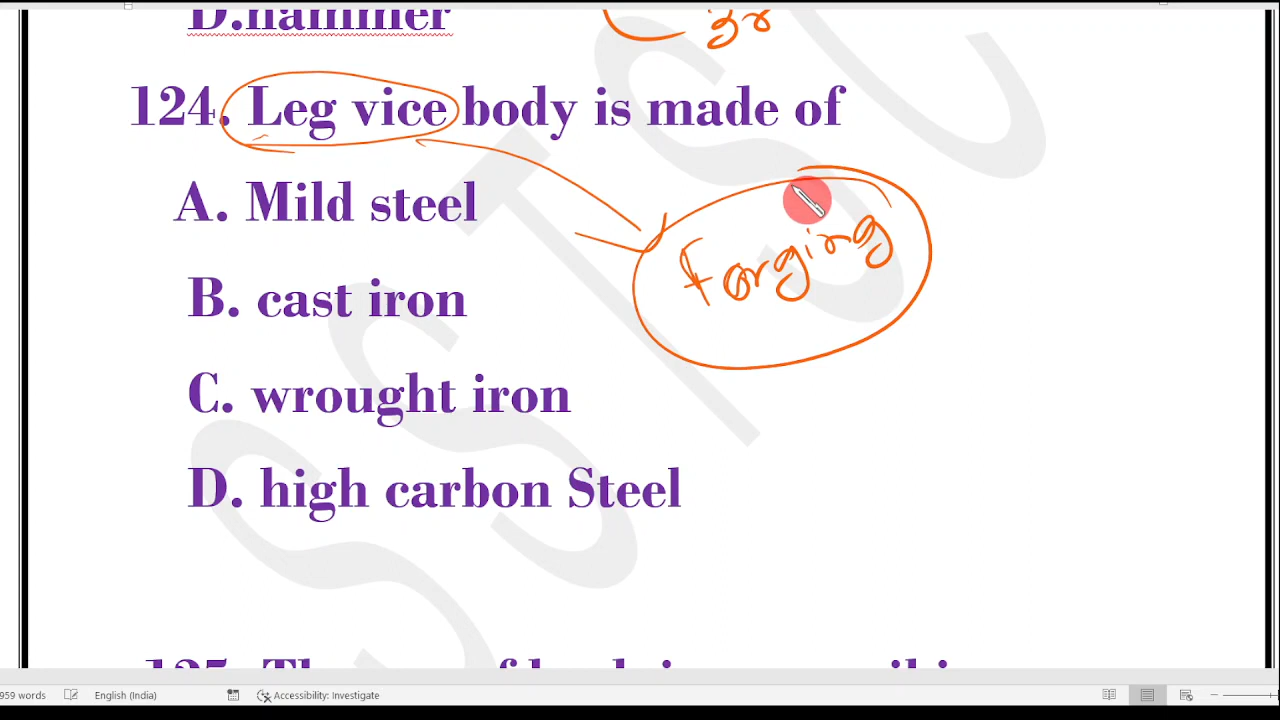 D.hammer
124. Leg vice body is made of
A. Mild steel
Forging
B. cast iron
C. wrought iron
D. high carbon Steel
959 words English (India) Accessibility: Investigate